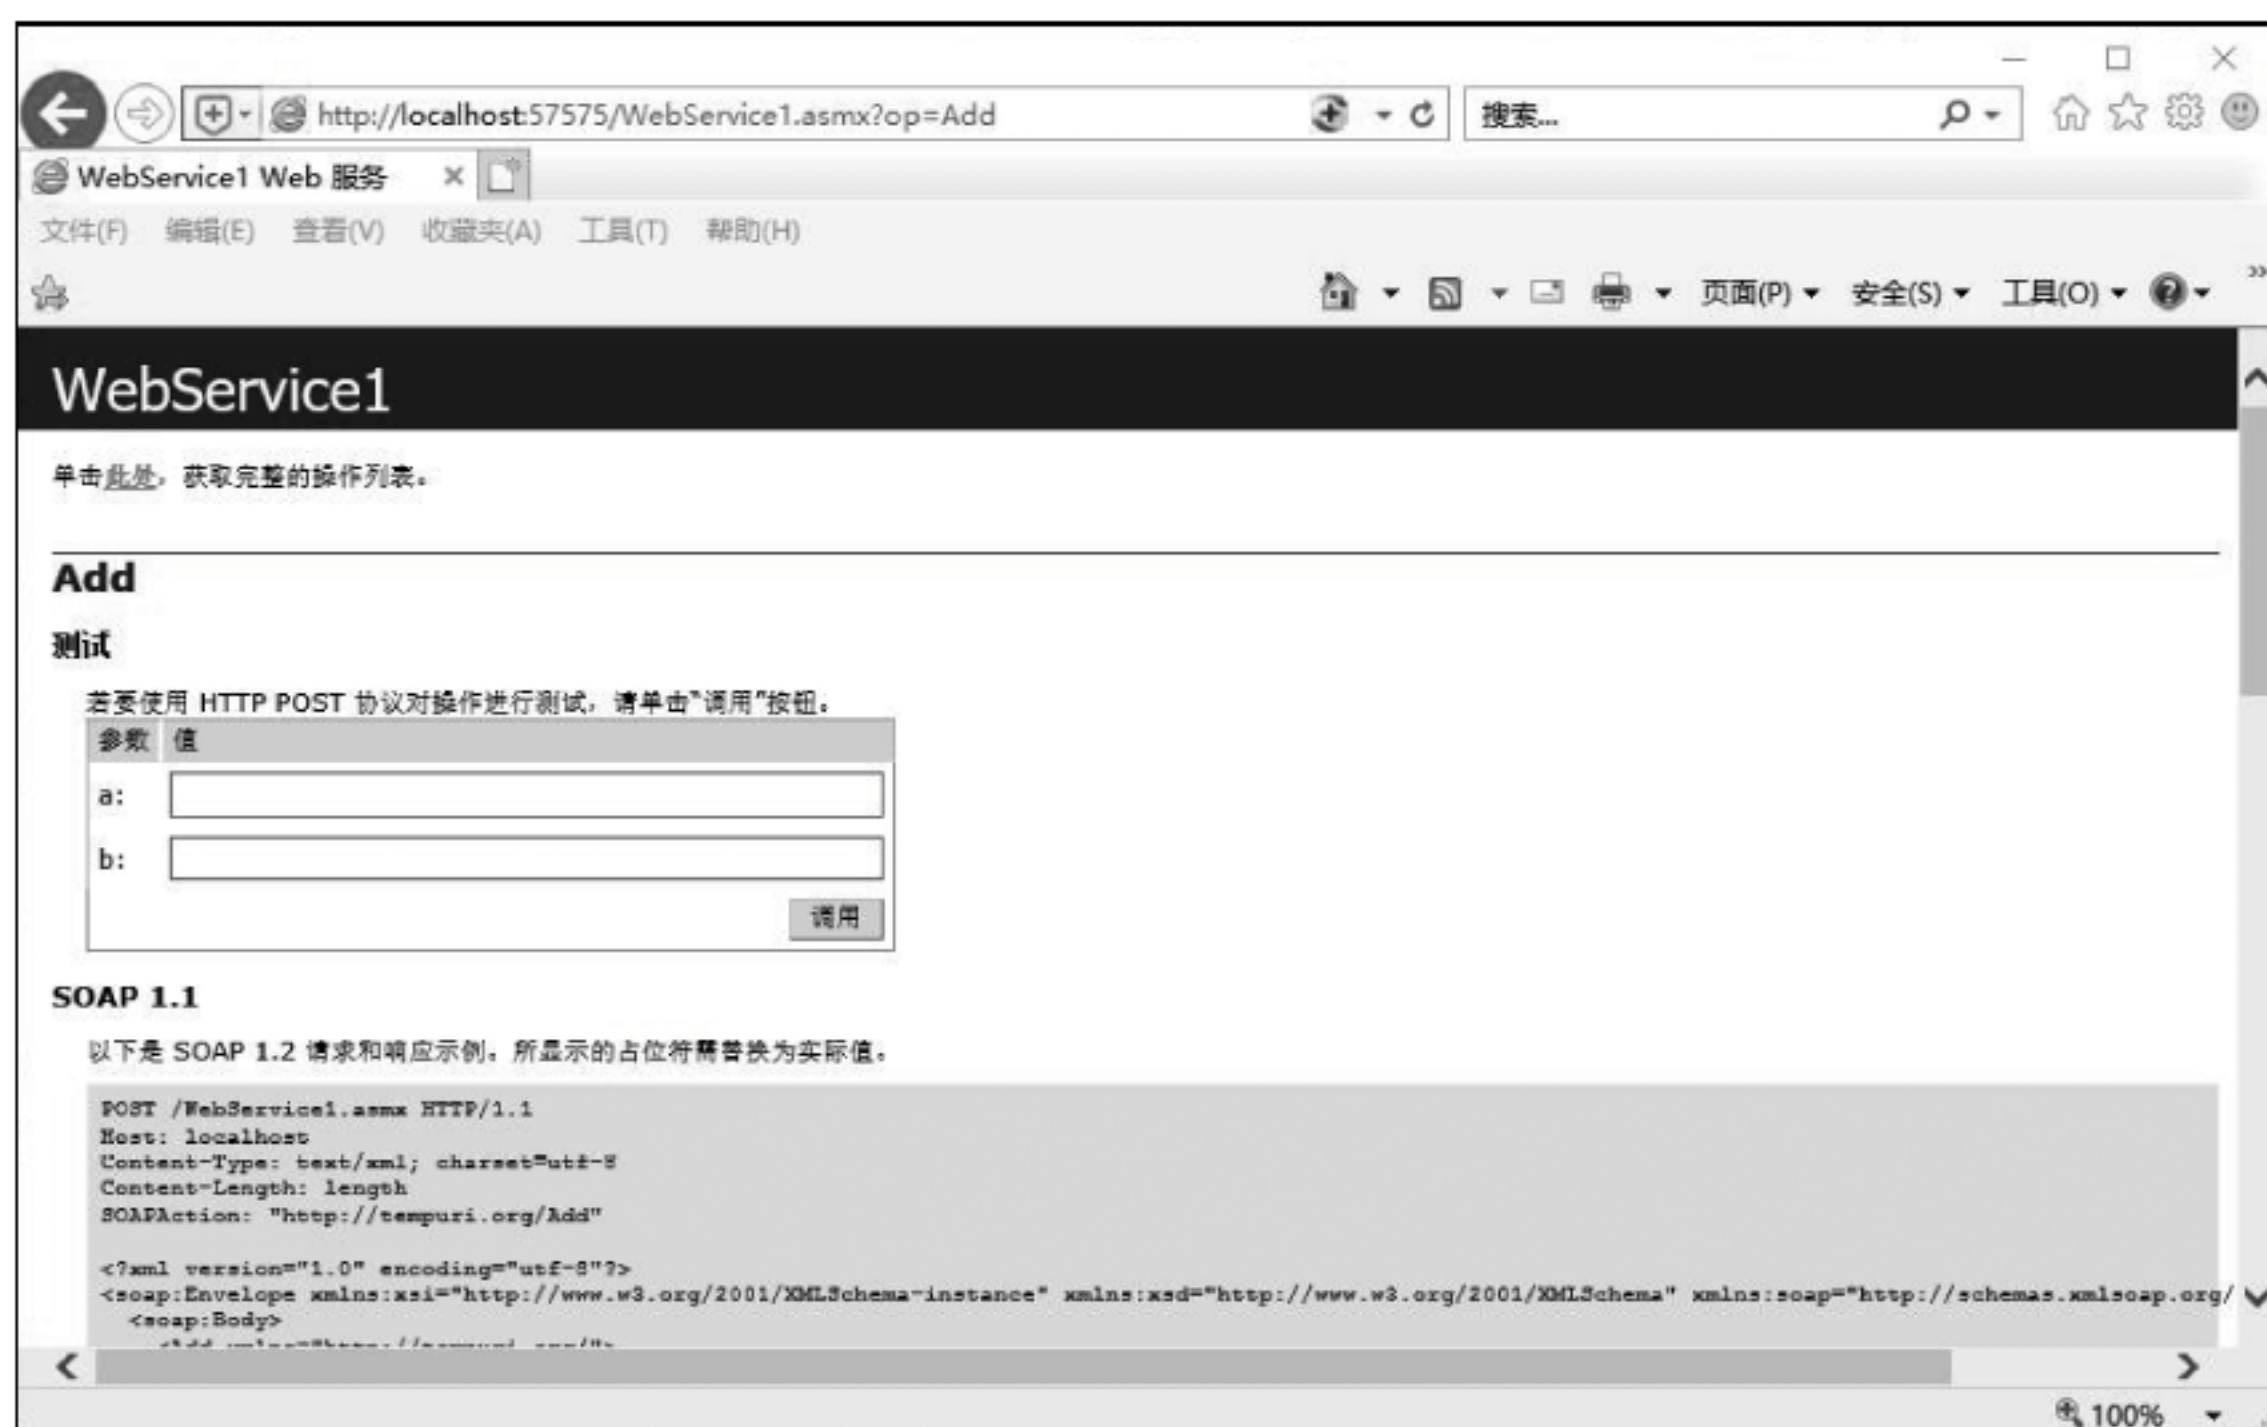 http://localhost:57575/WebService1.asmx?op=Add
搜索...
WebService1 Web 服务
文件(F) 编辑(E) 查看(V) 收藏夹(A) 工具(T) 帮助(H)
页面(P) 安全(S) 工具(O)
WebService1
单击此处，获取完整的操作列表。
Add
测试
若要使用 HTTP POST 协议对操作进行测试，请单击“调用”按钮。
参数 值
a:
b:
调用
SOAP 1.1
以下是 SOAP 1.2 请求和响应示例。所显示的占位符需替换为实际值。
POST /WebService1.asmx HTTP/1.1
Host: localhost
Content-Type: text/xml; charset=utf-8
Content-Length: length
SOAPAction: "http://tempuri.org/Add"
<?xml version="1.0" encoding="utf-8"?>
<soap:Envelope xmlns:xsi="http://www.w3.org/2001/XMLSchema-instance" xmlns:xsd="http://www.w3.org/2001/XMLSchema" xmlns:soap="http://schemas.xmlsoap.org/
<soap:Body>
<Add xmlns="http://tempuri.org/">
100%